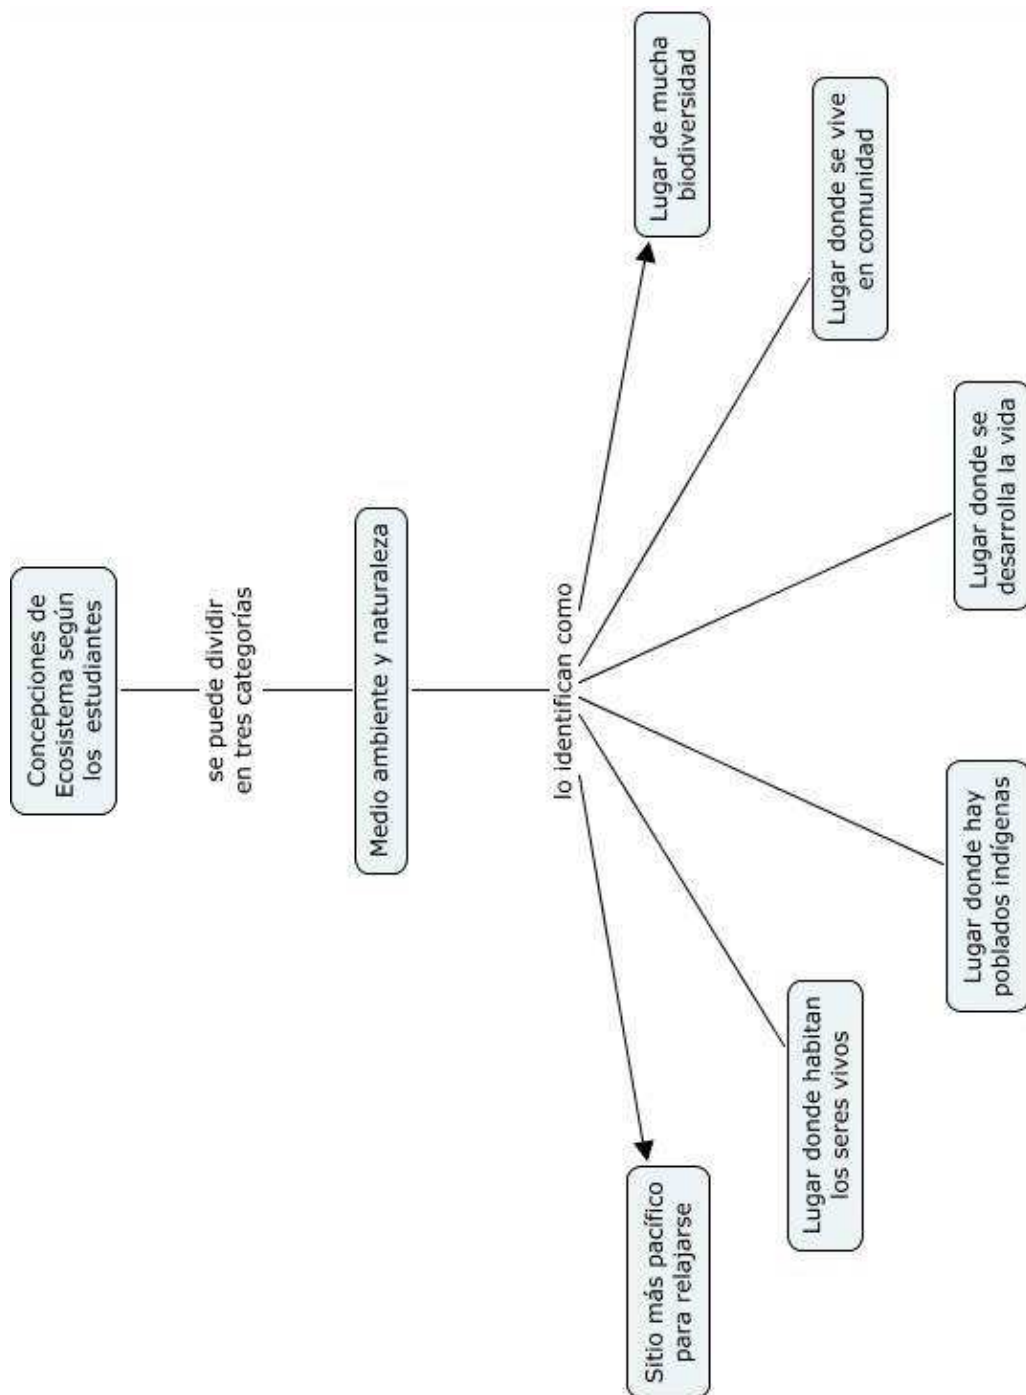 Concepciones de
Ecosistema según
los estudiantes
se puede dividir
en tres categorías
Medio ambiente y naturaleza
lo identifican como
Sitio más pacífico
para relajarse
Lugar donde habitan
los seres vivos
Lugar donde hay
poblados indígenas
Lugar donde se
desarrolla la vida
Lugar donde se vive
en comunidad
Lugar de mucha
biodiversidad